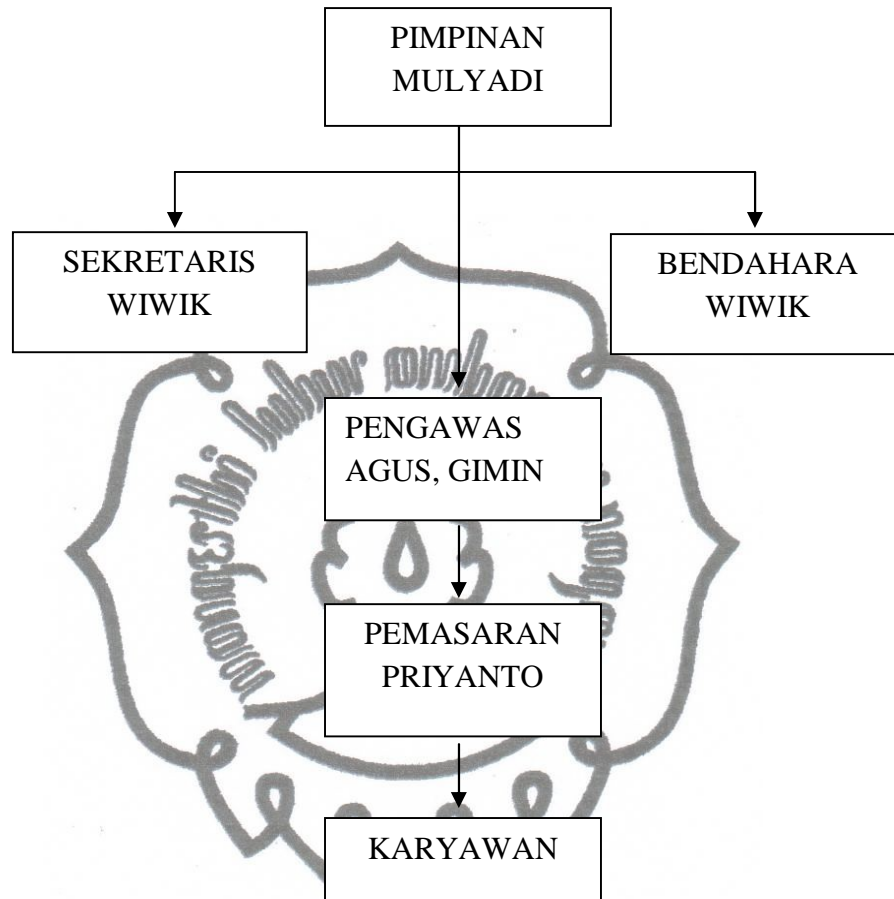 PIMPINAN
MULYADI
SEKRETARIS
WIWIK
BENDAHARA
WIWIK
PENGAWAS
AGUS, GIMIN
PEMASARAN
PRIYANTO
KARYAWAN